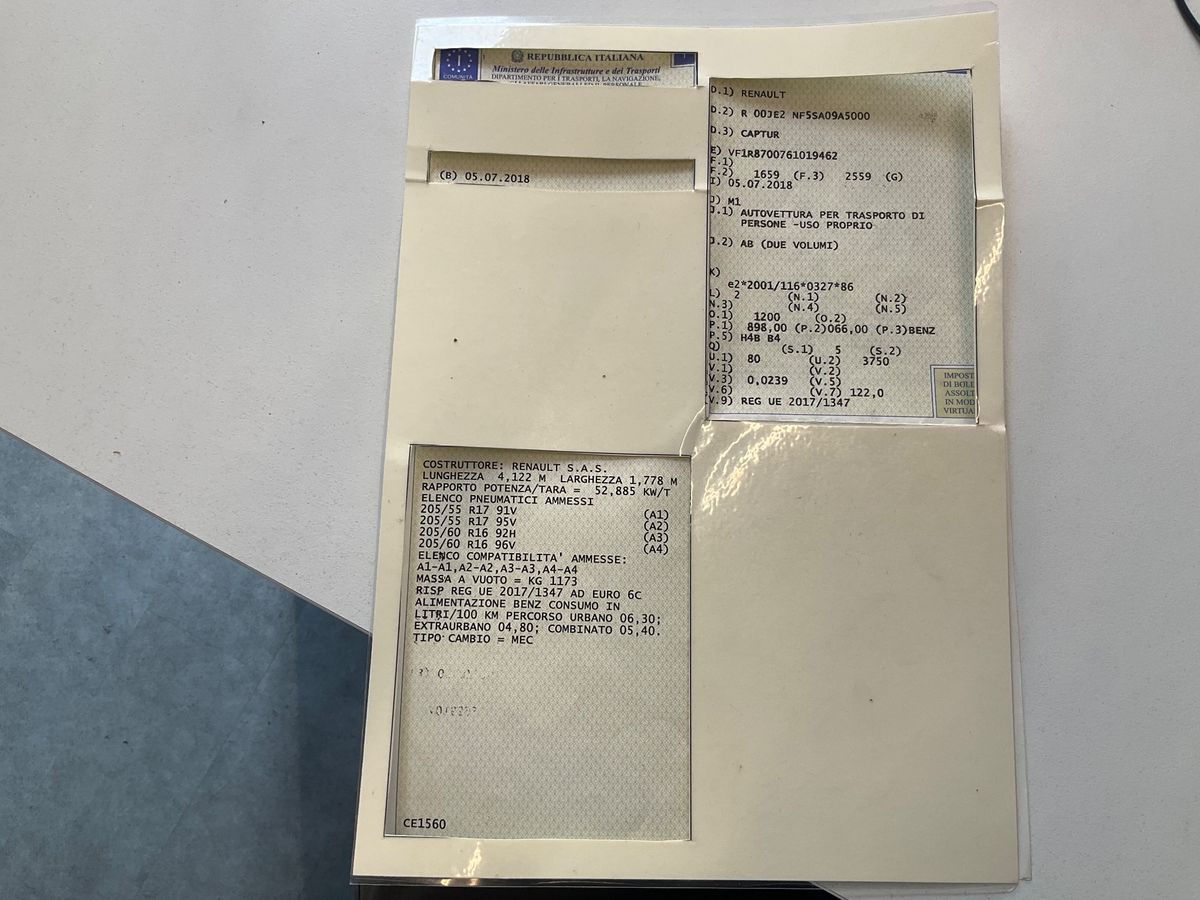 COMUNITÀ
REPUBBLICA ITALIANA
Ministero delle Infrastrutture e dei Trasporti
DIPARTIMENTO PER I TRASPORTI, LA NAVIGAZIONE,
(B) 05.07.2018
D.1) RENAULT
D.2) R 00JE2 NF5SA09A5000
D.3) CAPTUR
E) VF1R8700761019462
F.1)
F.2) 1659 (F.3) 2559 (G)
I) 05.07.2018
J) M1
J.1) AUTOVETTURA PER TRASPORTO DI
PERSONE -USO PROPRIO
J.2) AB (DUE VOLUMI)
K)
e2*2001/116*0327*86
L) 2 (N.1) (N.2)
N.3) (N.4) (N.5)
O.1) 1200 (O.2)
P.1) 898,00 (P.2)066,00 (P.3)BENZ
P.5) H4B B4
Q) (S.1) 5 (S.2)
U.1) 80 (U.2) 3750
V.1) (V.2)
V.3) 0,0239 (V.5)
V.6) (V.7) 122,0
(V.9) REG UE 2017/1347
IMPOST
DI BOLL
ASSOLT
IN MOD
VIRTUA
COSTRUTTORE: RENAULT S.A.S.
LUNGHEZZA 4,122 M LARGHEZZA 1,778 M
RAPPORTO POTENZA/TARA = 52,885 KW/T
ELENCO PNEUMATICI AMMESSI
205/55 R17 91V (A1)
205/55 R17 95V (A2)
205/60 R16 92H (A3)
205/60 R16 96V (A4)
ELENCO COMPATIBILITA' AMMESSE:
A1-A1,A2-A2,A3-A3,A4-A4
MASSA A VUOTO = KG 1173
RISP REG UE 2017/1347 AD EURO 6C
ALIMENTAZIONE BENZ CONSUMO IN
LITRI/100 KM PERCORSO URBANO 06,30;
EXTRAURBANO 04,80; COMBINATO 05,40.
TIPO CAMBIO = MEC
CE1560